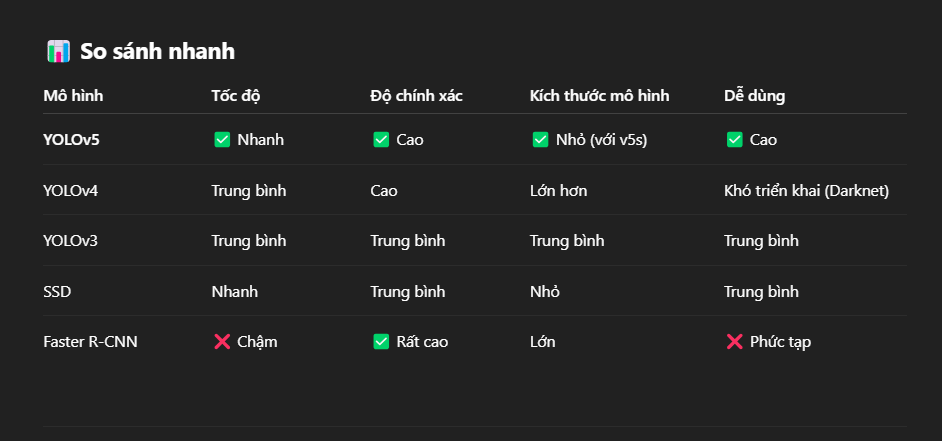 📊 So sánh nhanh
Mô hình Tốc độ Độ chính xác Kích thước mô hình Dễ dùng
YOLOv5 ✅ Nhanh ✅ Cao ✅ Nhỏ (với v5s) ✅ Cao
YOLOv4 Trung bình Cao Lớn hơn Khó triển khai (Darknet)
YOLOv3 Trung bình Trung bình Trung bình Trung bình
SSD Nhanh Trung bình Nhỏ Trung bình
Faster R-CNN ❌ Chậm ✅ Rất cao Lớn ❌ Phức tạp